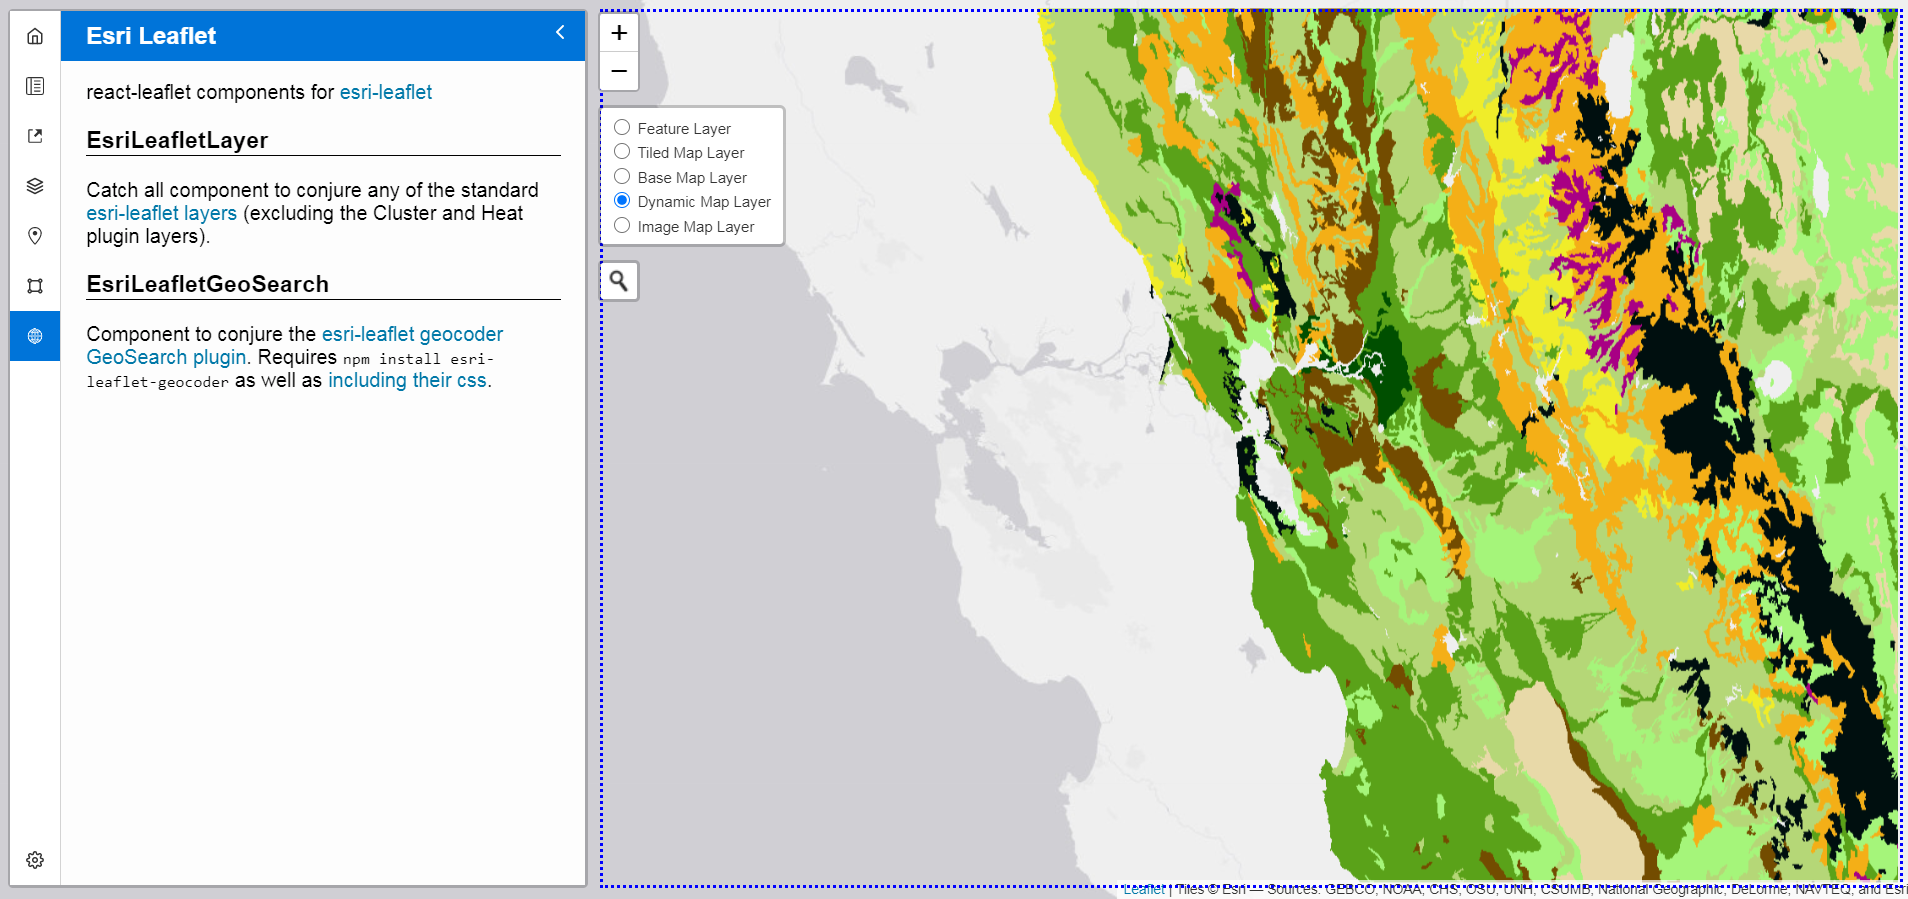 Esri Leaflet
react-leaflet components for esri-leaflet
EsriLeafletLayer
Catch all component to conjure any of the standard
esri-leaflet layers (excluding the Cluster and Heat
plugin layers).
EsriLeafletGeoSearch
Component to conjure the esri-leaflet geocoder
GeoSearch plugin. Requires npm install esri-
leaflet-geocoder as well as including their css.
+
−
Feature Layer
Tiled Map Layer
Base Map Layer
Dynamic Map Layer
Image Map Layer
Leaflet | Tiles © Esri — Sources: GEBCO, NOAA, CHS, OSU, UNH, CSUMB, National Geographic, DeLorme, NAVTEQ, and Esri